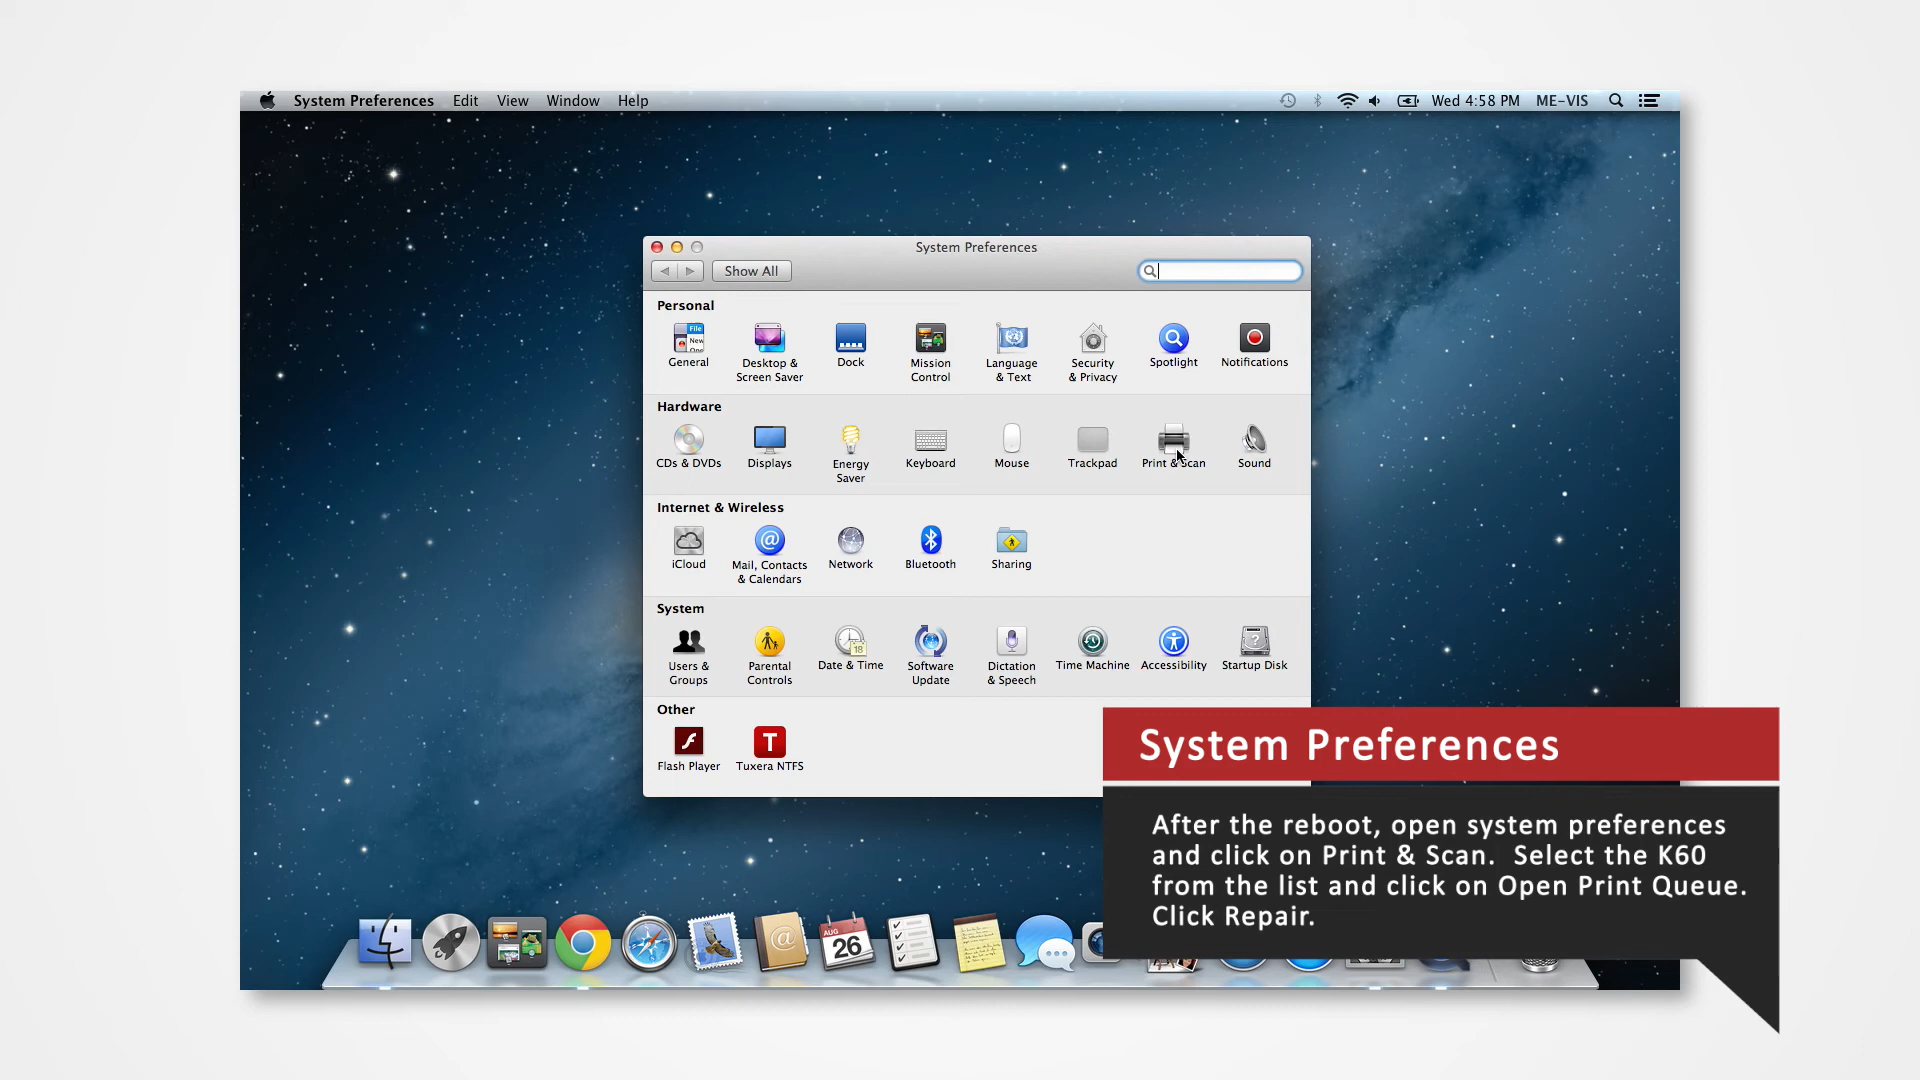 System Preferences Edit View Window Help Wed 4:58 PM ME-VIS
System Preferences
Show All
Personal
General Desktop & Screen Saver Dock Mission Control Language & Text Security & Privacy Spotlight Notifications
Hardware
CDs & DVDs Displays Energy Saver Keyboard Mouse Trackpad Print & Scan Sound
Internet & Wireless
iCloud Mail, Contacts & Calendars Network Bluetooth Sharing
System
Users & Groups Parental Controls Date & Time Software Update Dictation & Speech Time Machine Accessibility Startup Disk
Other
Flash Player Tuxera NTFS
System Preferences
After the reboot, open system preferences
and click on Print & Scan. Select the K60
from the list and click on Open Print Queue.
Click Repair.
AUG
26